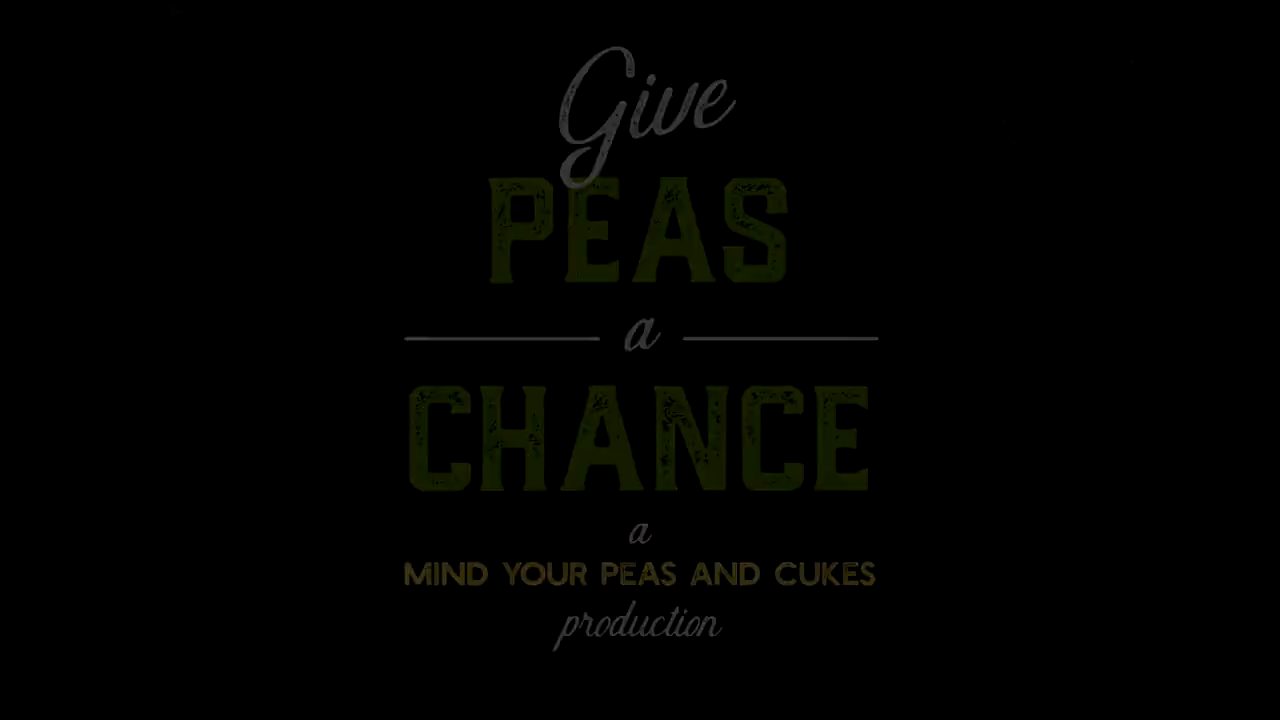 Give
PEAS
a
CHANCE
a
MIND YOUR PEAS AND CUKES
production